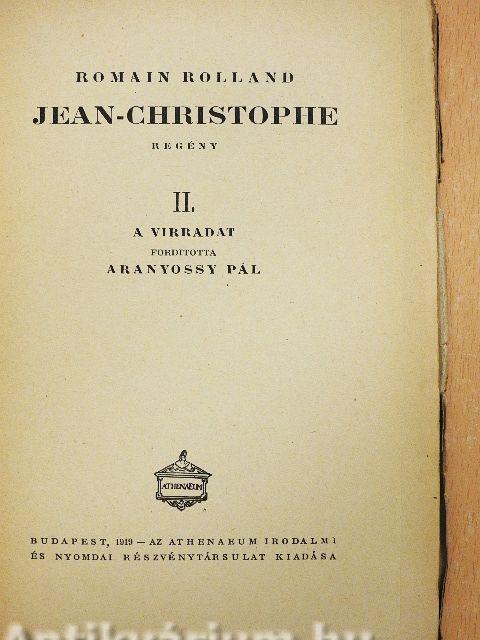 ROMAIN ROLLAND
JEAN-CHRISTOPHE
REGÉNY
II.
A VIRRADAT
FORDITOTTA
ARANYOSSY PÁL
ATHENAEUM
BUDAPEST, 1919 — AZ ATHENAEUM IRODALMI
ÉS NYOMDAI RÉSZVÉNYTÁRSULAT KIADÁSA
Antikvárium.hu